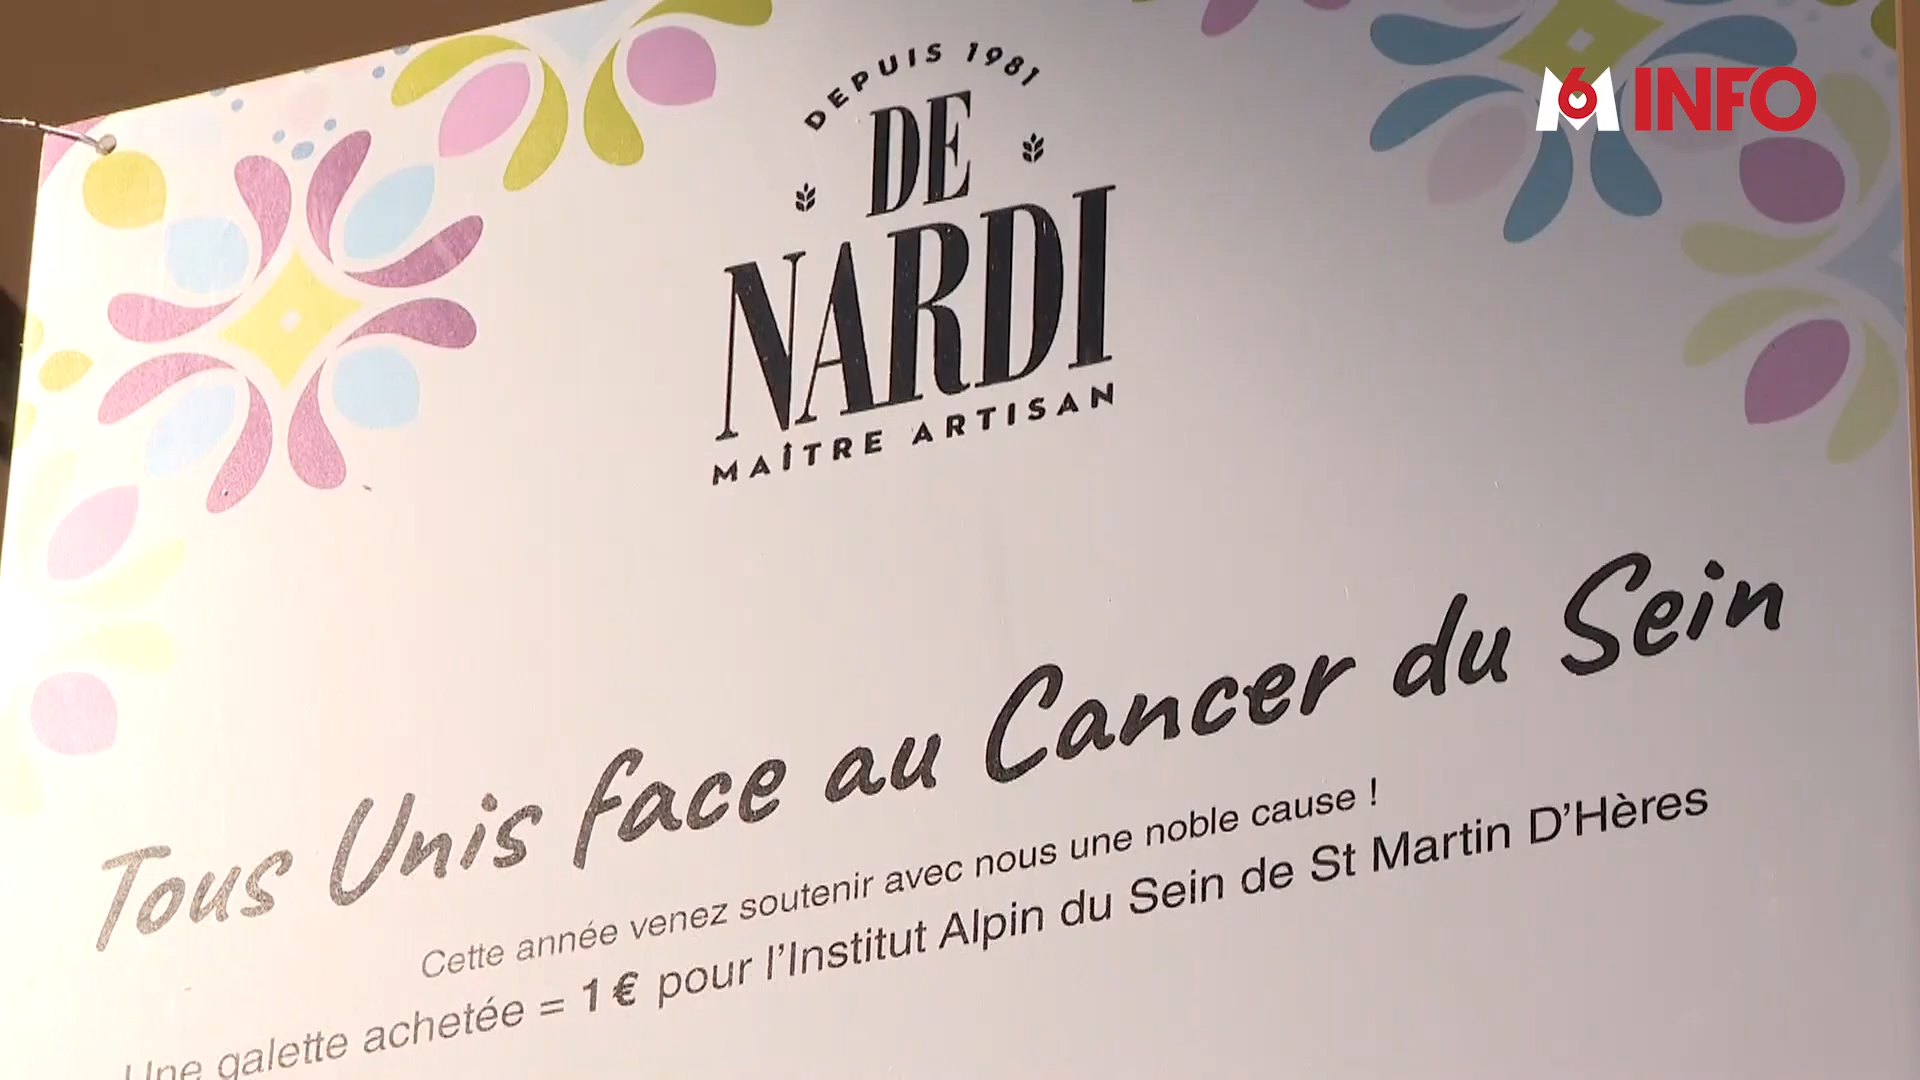 DEPUIS 1981
DE
NARDI
MAÎTRE ARTISAN
M6 INFO
Tous Unis face au Cancer du Sein
Cette année venez soutenir avec nous une noble cause !
Une galette achetée = 1 € pour l'Institut Alpin du Sein de St Martin D'Hères